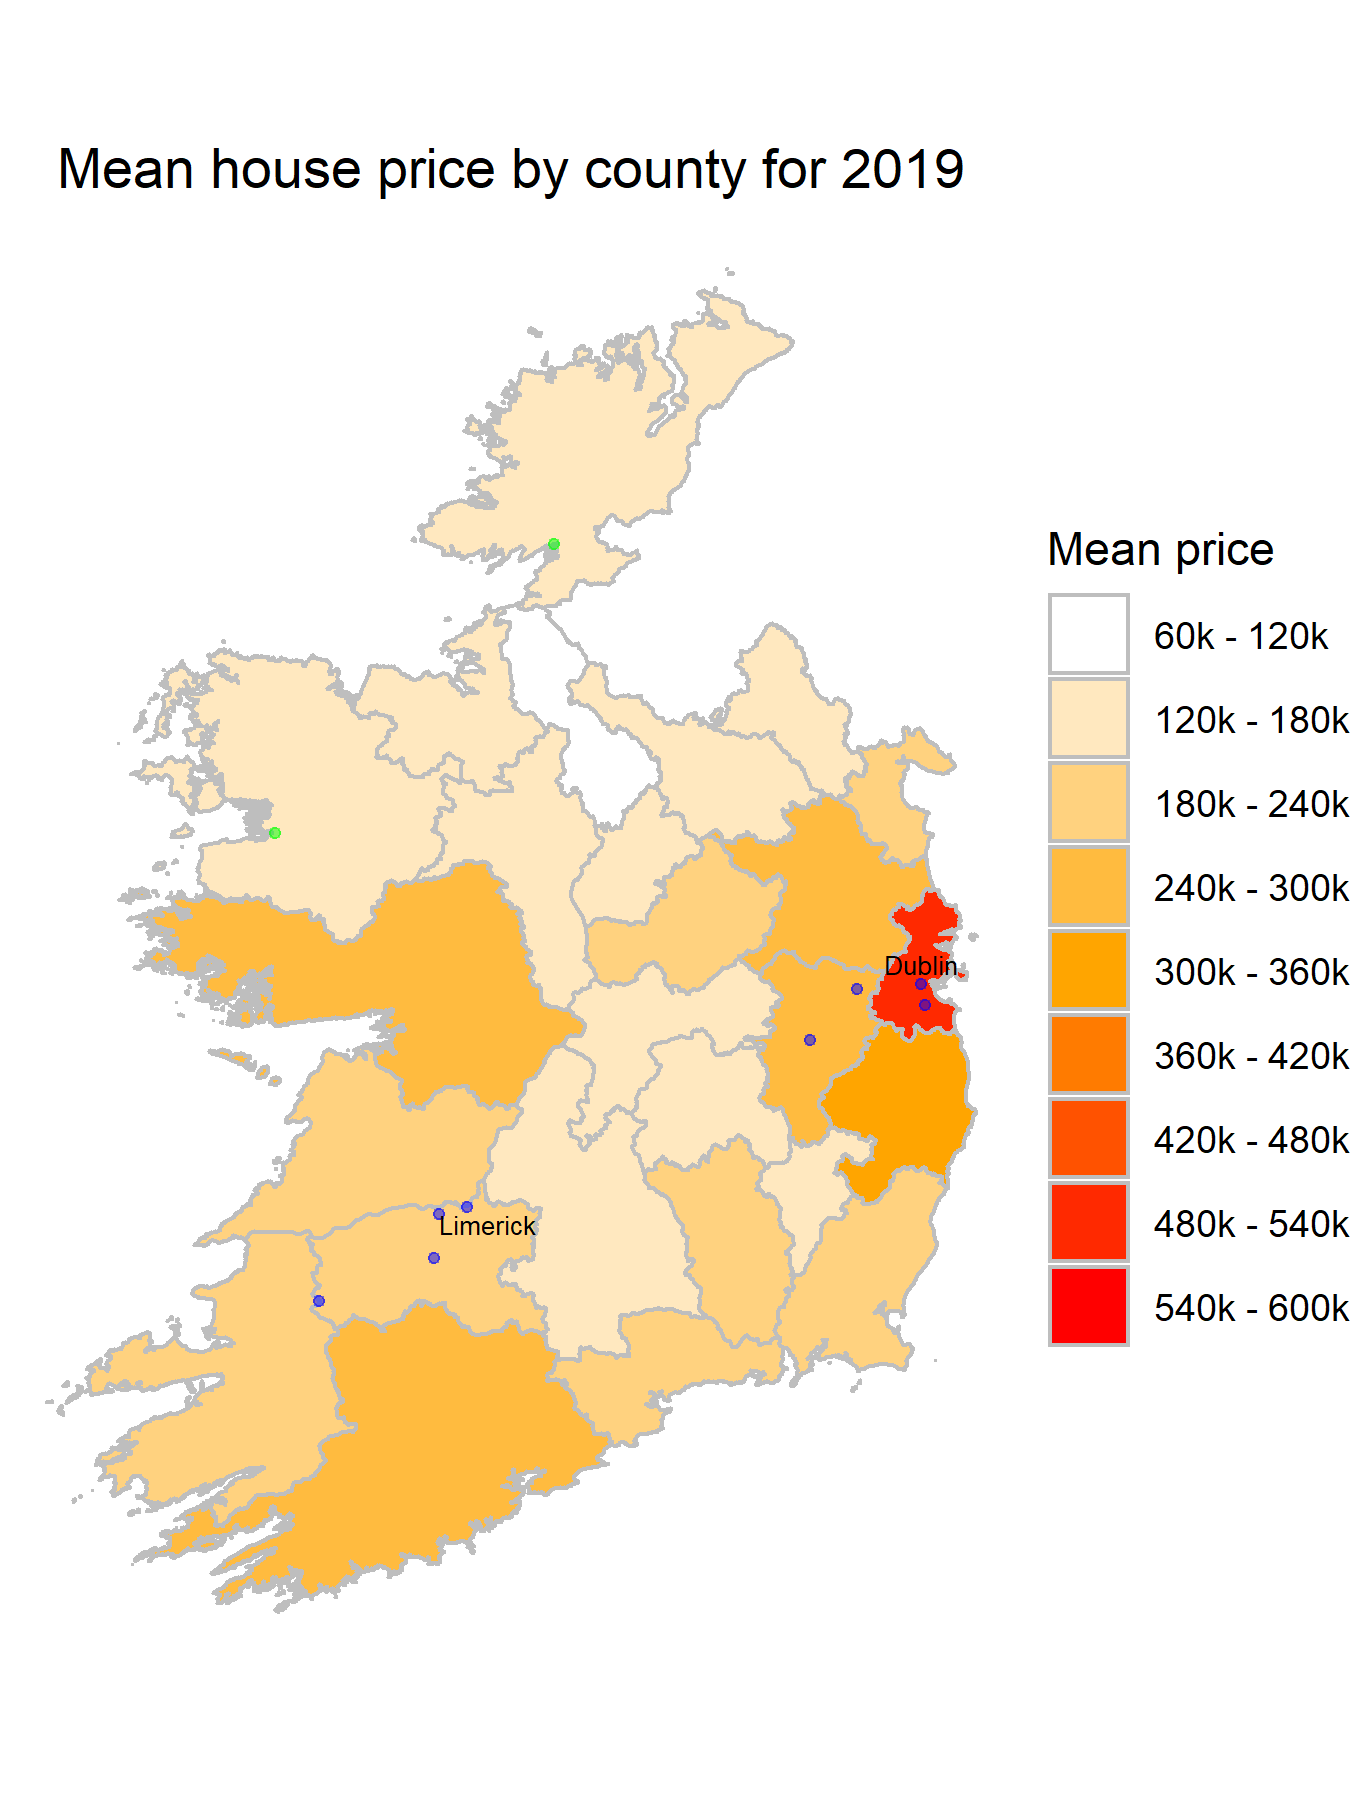 Mean house price by county for 2019
Mean price
60k - 120k
120k - 180k
180k - 240k
240k - 300k
300k - 360k
360k - 420k
420k - 480k
480k - 540k
540k - 600k
Dublin
Limerick